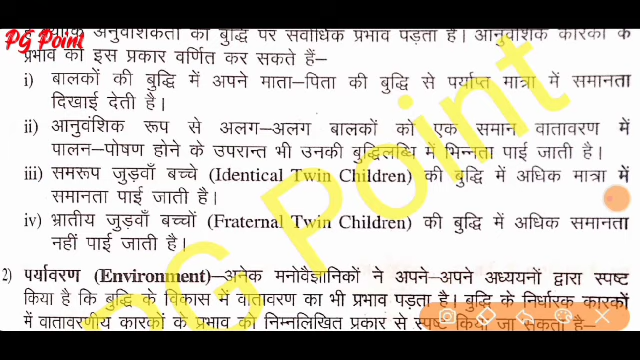 PG Point
अनुवांशिकता का बुद्धि पर सर्वाधिक प्रभाव पड़ता है। आनुवंशिक कारकों के
प्रभाव को इस प्रकार वर्णित कर सकते हैं–
i) बालकों की बुद्धि में अपने माता–पिता की बुद्धि से पर्याप्त मात्रा में समानता
दिखाई देती है।
ii) आनुवंशिक रूप से अलग–अलग बालकों को एक समान वातावरण में
पालन–पोषण होने के उपरान्त भी उनकी बुद्धिलब्धि में भिन्नता पाई जाती है।
iii) समरूप जुड़वाँ बच्चे (Identical Twin Children) की बुद्धि में अधिक मात्रा में
समानता पाई जाती है।
iv) भ्रातीय जुड़वाँ बच्चों (Fraternal Twin Children) की बुद्धि में अधिक समानता
नहीं पाई जाती है।
2) पर्यावरण (Environment)–अनेक मनोवैज्ञानिकों ने अपने–अपने अध्ययनों द्वारा स्पष्ट
किया है कि बुद्धि के विकास में वातावरण का भी प्रभाव पड़ता है। बुद्धि के निर्धारक कारकों
में वातावरणीय कारकों के प्रभाव को निम्नलिखित प्रकार से स्पष्ट किया जा सकता है–
PG Point